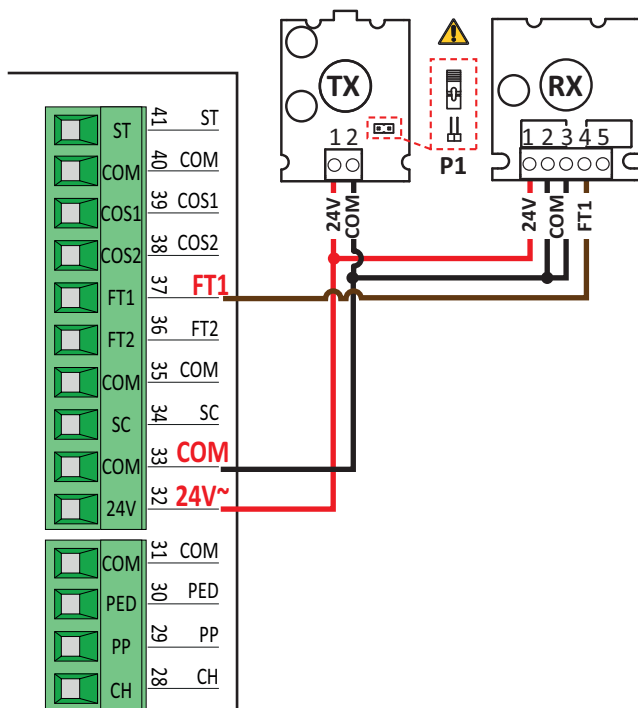 TX
RX
1 2
P1
1 2 3 4 5
24V
COM
24V
COM
FT1
ST 41 ST
COM 40 COM
COS1 39 COS1
COS2 38 COS2
FT1 37 FT1
FT2 36 FT2
COM 35 COM
SC 34 SC
COM 33 COM
24V 32 24V~
COM 31 COM
PED 30 PED
PP 29 PP
CH 28 CH